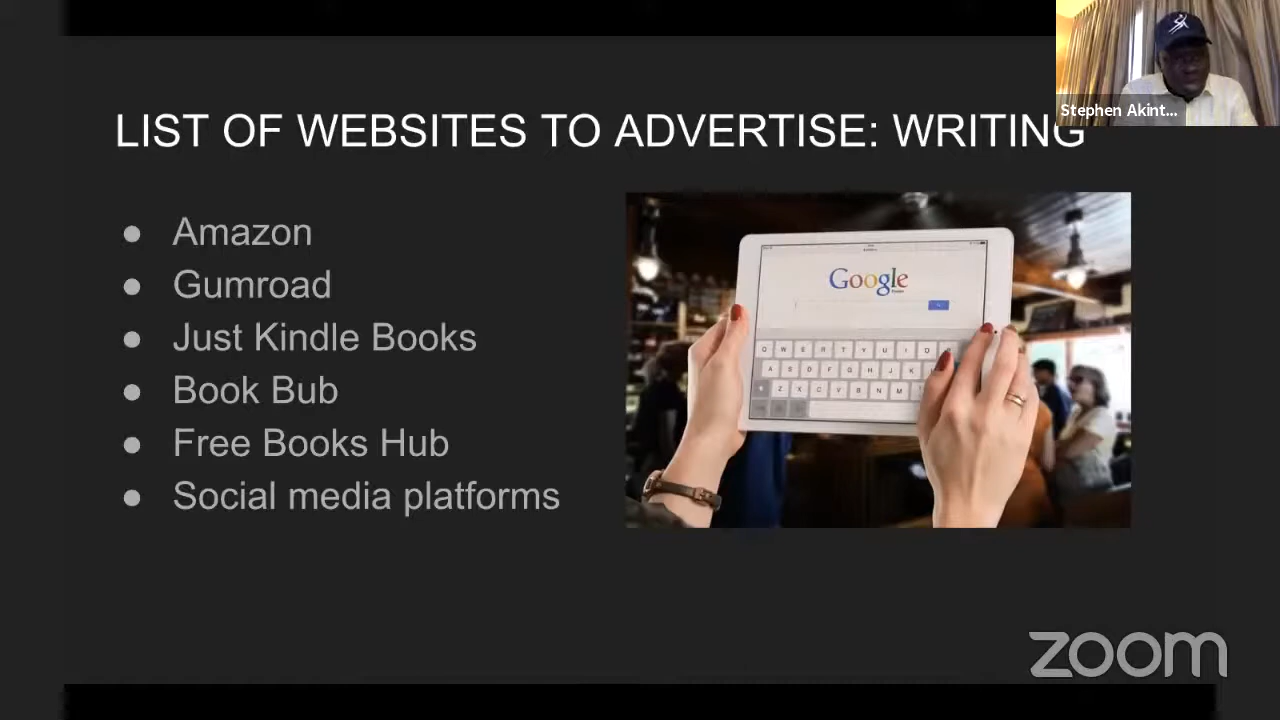 LIST OF WEBSITES TO ADVERTISE: WRITING
Stephen Akint...
● Amazon
● Gumroad
● Just Kindle Books
● Book Bub
● Free Books Hub
● Social media platforms
Google
Q W E R T Y U I O
A S D F G H J K
Z X C V B N M
zoom